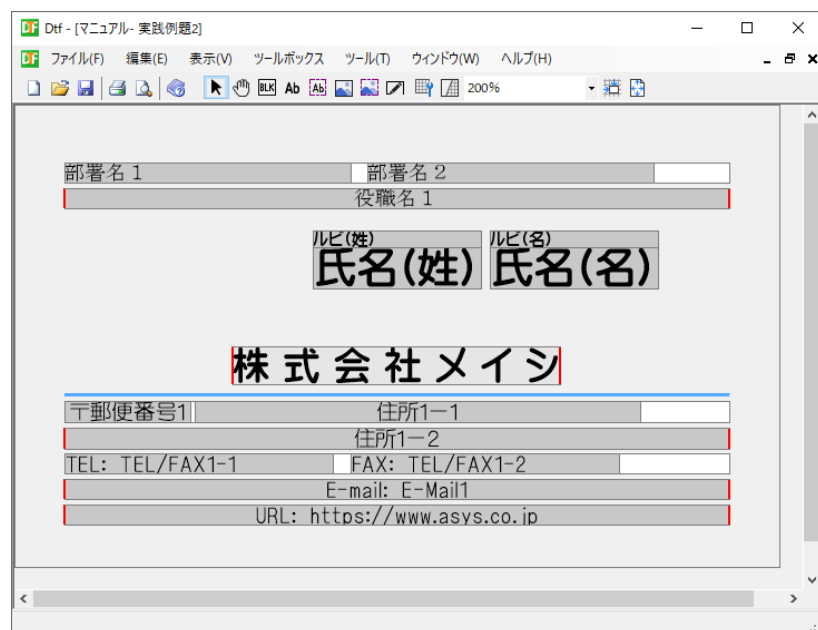 DTF Dtf - [マニュアル- 実践例題2]
DTF ファイル(F) 編集(E) 表示(V) ツールボックス ツール(T) ウィンドウ(W) ヘルプ(H)
BLK Ab Ab 200%
部署名1 部署名2
役職名1
ルビ(姓) ルビ(名)
氏名(姓) 氏名(名)
株式会社メイシ
〒郵便番号1 住所1ー1
住所1ー2
TEL: TEL/FAX1-1 FAX: TEL/FAX1-2
E-mail: E-Mail1
URL: https://www.asys.co.jp